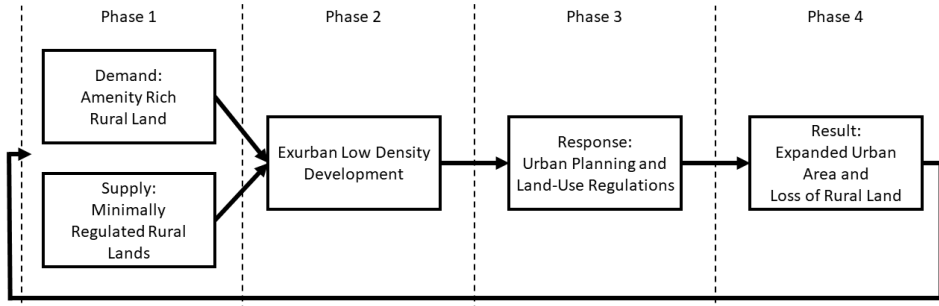 Phase 1
Phase 2
Phase 3
Phase 4
Demand:
Amenity Rich
Rural Land
Supply:
Minimally
Regulated Rural
Lands
Exurban Low Density
Development
Response:
Urban Planning and
Land-Use Regulations
Result:
Expanded Urban
Area and
Loss of Rural Land